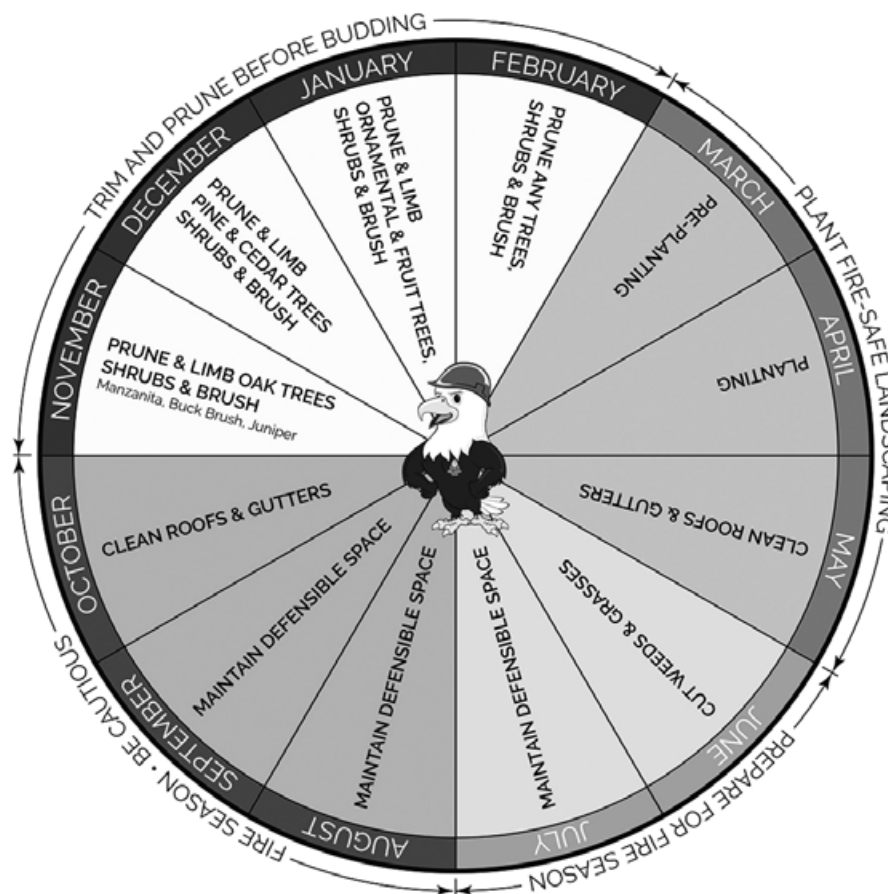 TRIM AND PRUNE BEFORE BUDDING
JANUARY
PRUNE & LIMB
ORNAMENTAL & FRUIT TREES,
SHRUBS & BRUSH
FEBRUARY
PRUNE ANY TREES,
SHRUBS & BRUSH
PLANT FIRE-SAFE LANDSCAPING
MARCH
PRE-PLANTING
APRIL
PLANTING
MAY
CLEAN ROOFS & GUTTERS
PREPARE FOR FIRE SEASON
JUNE
CUT WEEDS & GRASSES
JULY
MAINTAIN DEFENSIBLE SPACE
FIRE SEASON • BE CAUTIOUS
AUGUST
MAINTAIN DEFENSIBLE SPACE
SEPTEMBER
MAINTAIN DEFENSIBLE SPACE
OCTOBER
CLEAN ROOFS & GUTTERS
NOVEMBER
PRUNE & LIMB OAK TREES
SHRUBS & BRUSH
Manzanita, Buck Brush, Juniper
DECEMBER
PRUNE & LIMB
PINE & CEDAR TREES
SHRUBS & BRUSH